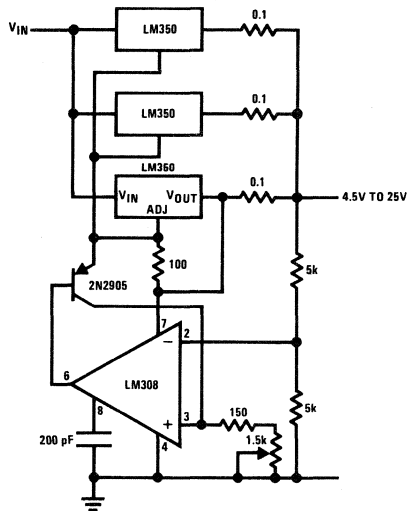 VIN
LM350
0.1
LM350
0.1
LM360
VIN
VOUT
ADJ
0.1
4.5V TO 25V
100
2N2905
5k
7
6
2
LM308
8
3
4
150
1.5k
5k
200 pF
−
+